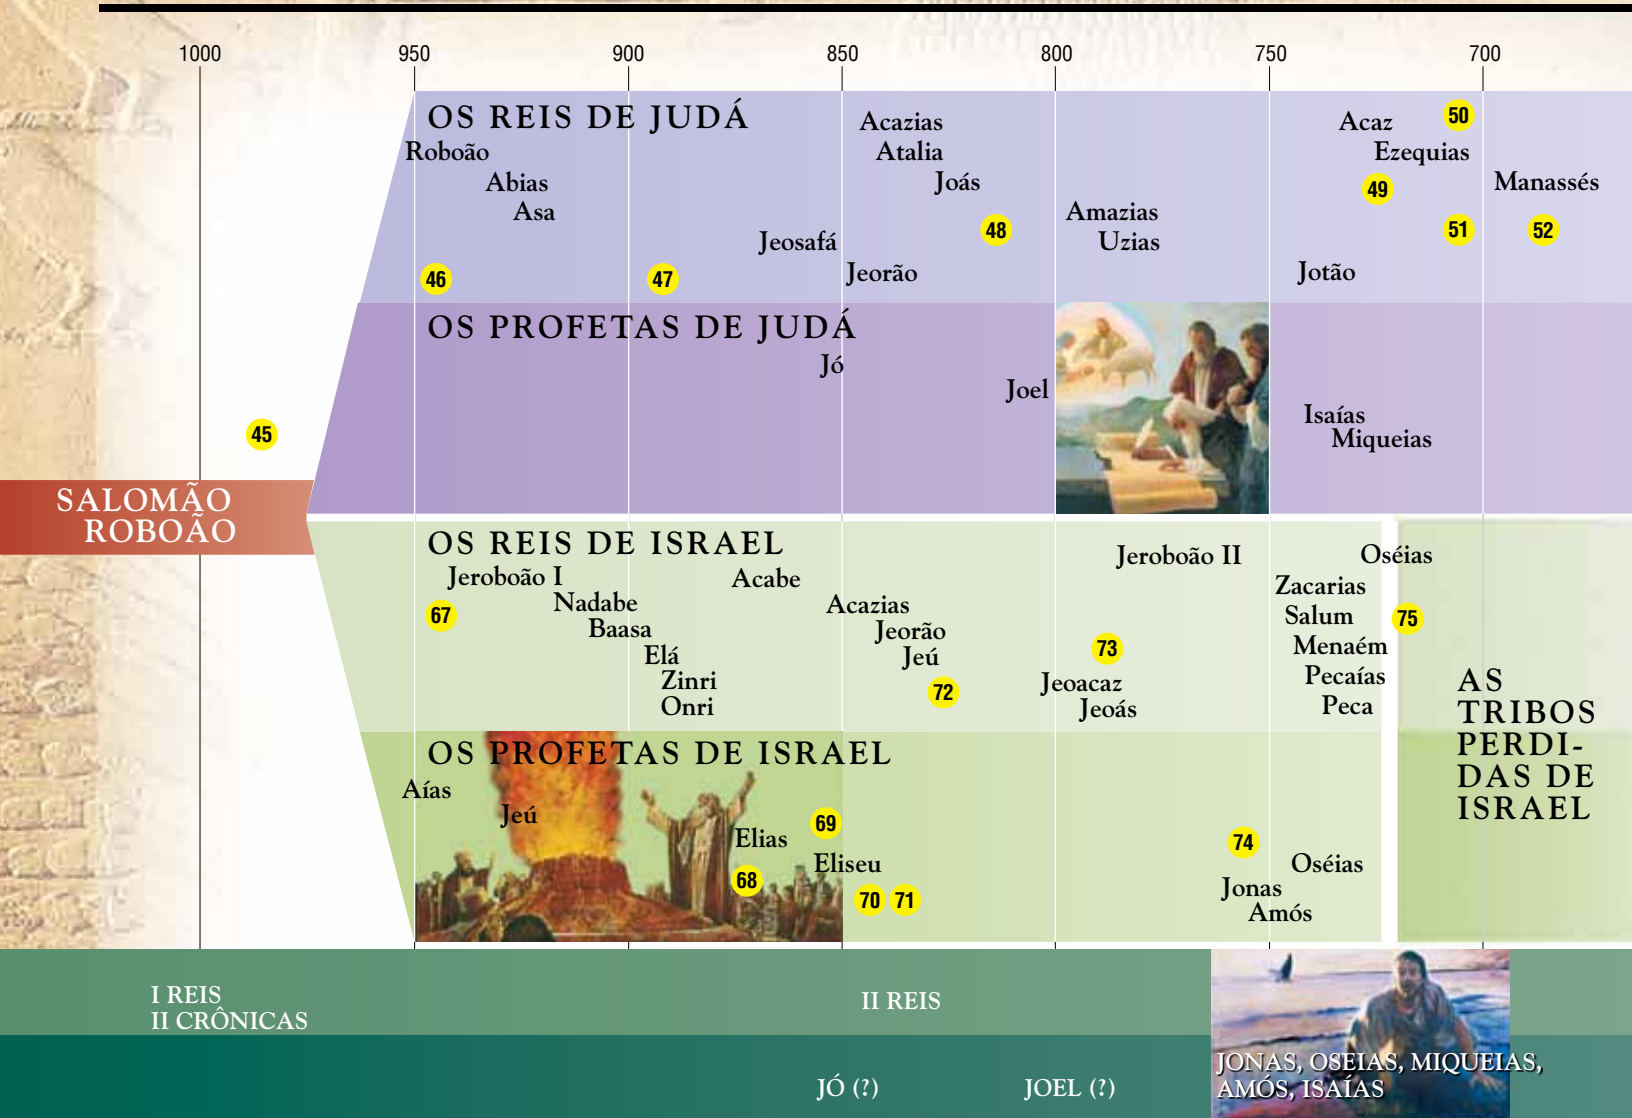 1000 950 900 850 800 750 700
OS REIS DE JUDÁ
Roboão
Abias
Asa
Jeosafá
Jeorão
Acazias
Atalia
Joás
Amazias
Uzias
Jotão
Acaz
Ezequias
Manassés
46
47
48
49
50
51
52
OS PROFETAS DE JUDÁ
Jó
Joel
Isaías
Miqueias
45
SALOMÃO
ROBOÃO
OS REIS DE ISRAEL
Jeroboão I
Nadabe
Baasa
Elá
Zinri
Onri
Acabe
Acazias
Jeorão
Jeú
Jeoacaz
Jeoás
Jeroboão II
Zacarias
Salum
Menaém
Pecaías
Peca
Oséias
67
72
73
75
AS
TRIBOS
PERDI-
DAS DE
ISRAEL
OS PROFETAS DE ISRAEL
Aías
Jeú
Elias
Eliseu
Jonas
Amós
Oséias
68
69
70
71
74
I REIS
II CRÔNICAS
II REIS
JÓ (?)
JOEL (?)
JONAS, OSEIAS, MIQUEIAS,
AMÓS, ISAÍAS